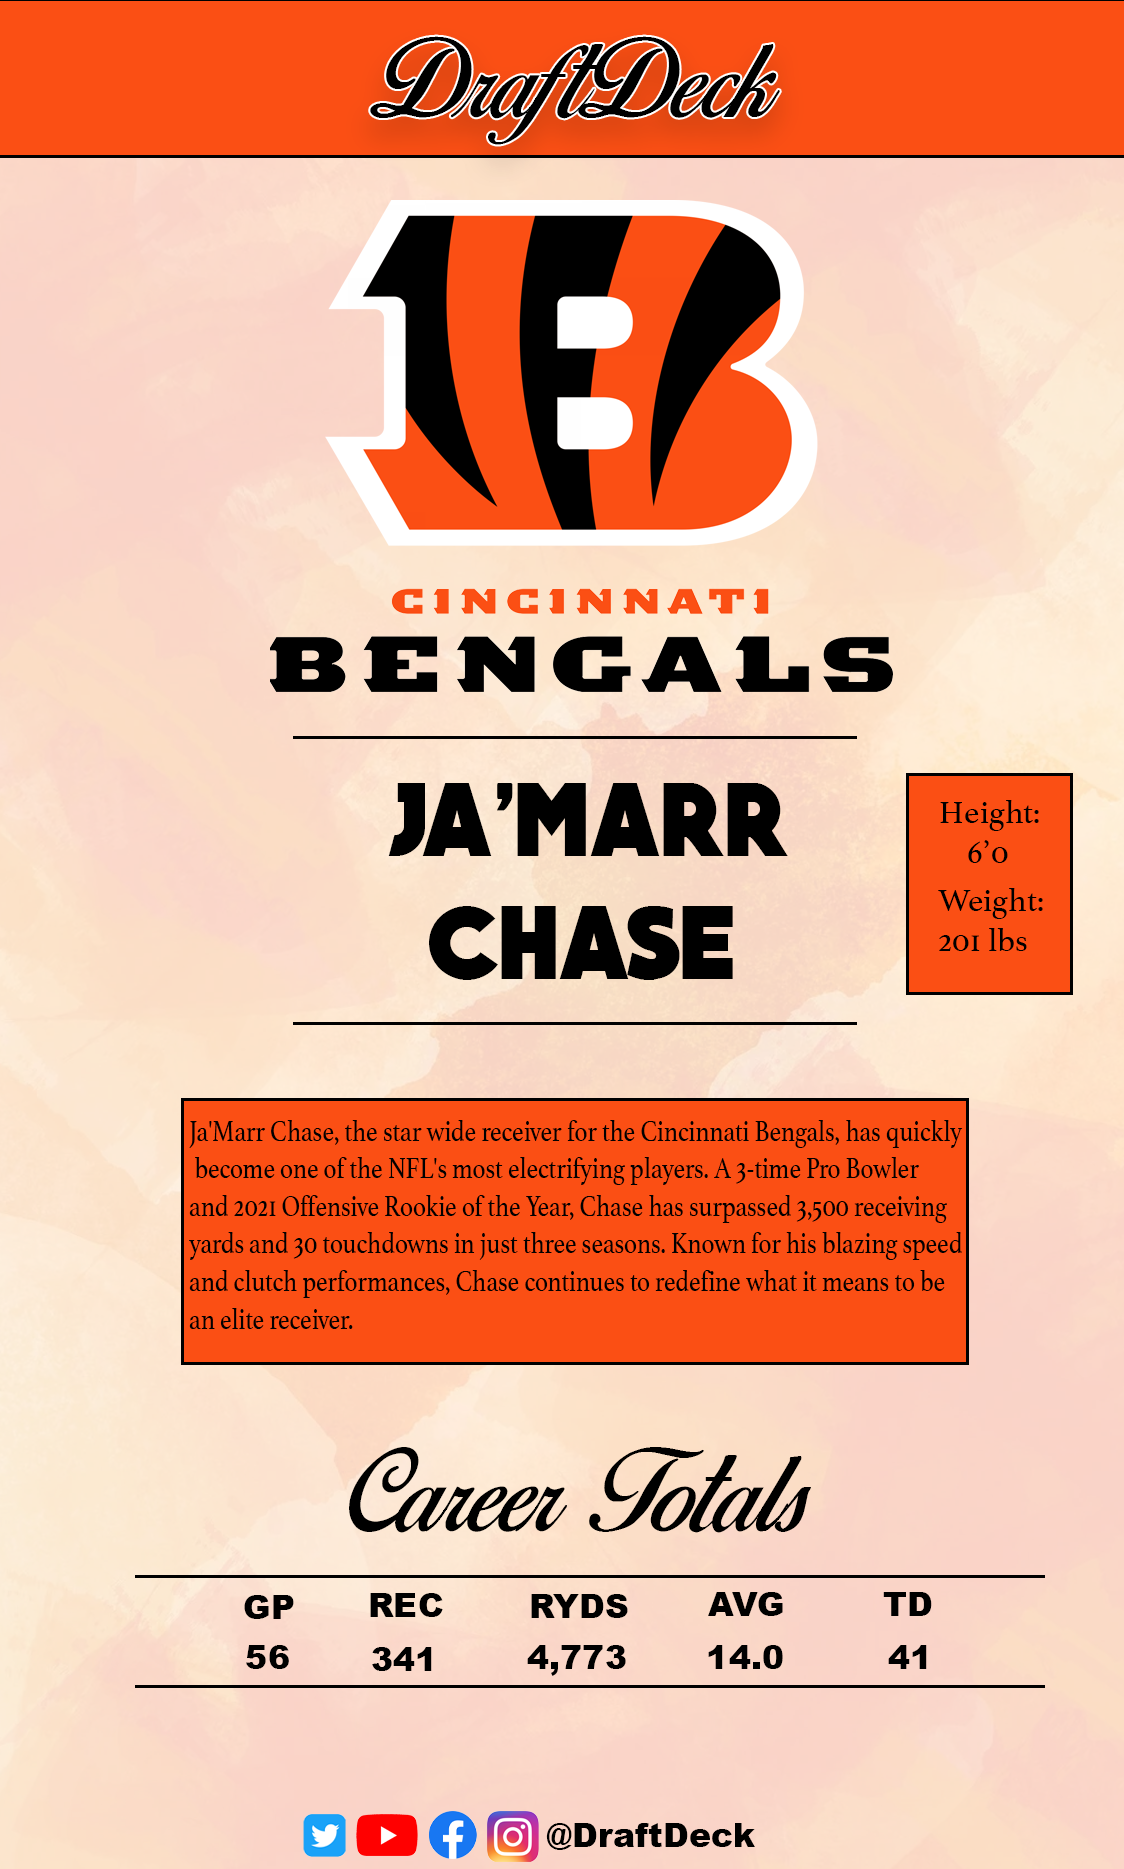 DraftDeck
B
CINCINNATI
BENGALS
JA'MARR
CHASE
Height:
6'0
Weight:
201 lbs
Ja'Marr Chase, the star wide receiver for the Cincinnati Bengals, has quickly
become one of the NFL's most electrifying players. A 3-time Pro Bowler
and 2021 Offensive Rookie of the Year, Chase has surpassed 3,500 receiving
yards and 30 touchdowns in just three seasons. Known for his blazing speed
and clutch performances, Chase continues to redefine what it means to be
an elite receiver.
Career Totals
GP REC RYDS AVG TD
56 341 4,773 14.0 41
@DraftDeck